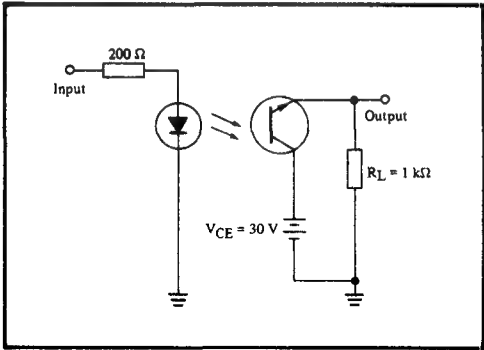 200 Ω
Input
Output
R_L = 1 kΩ
V_CE = 30 V